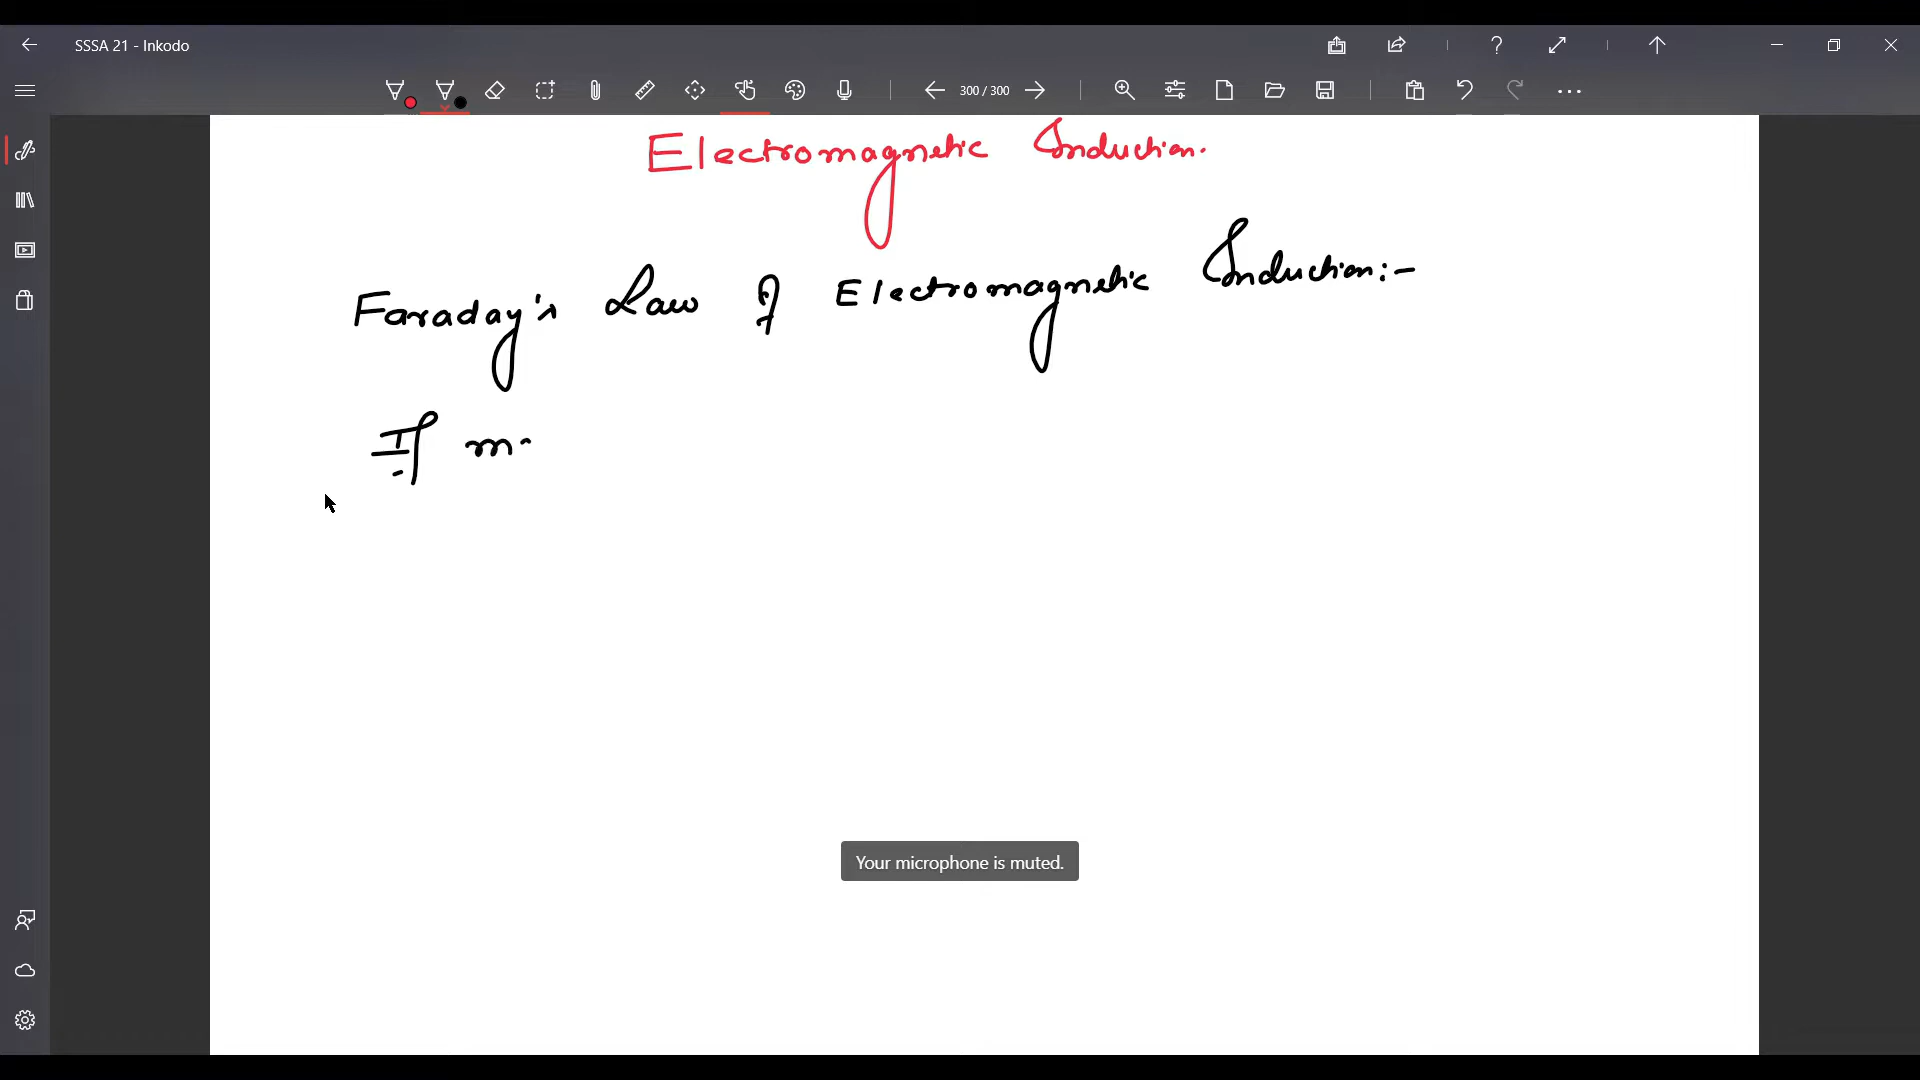 SSSA 21 - Inkodo
300 / 300
Electromagnetic Induction.
Faraday's Law of Electromagnetic Induction:-
If
Your microphone is muted.